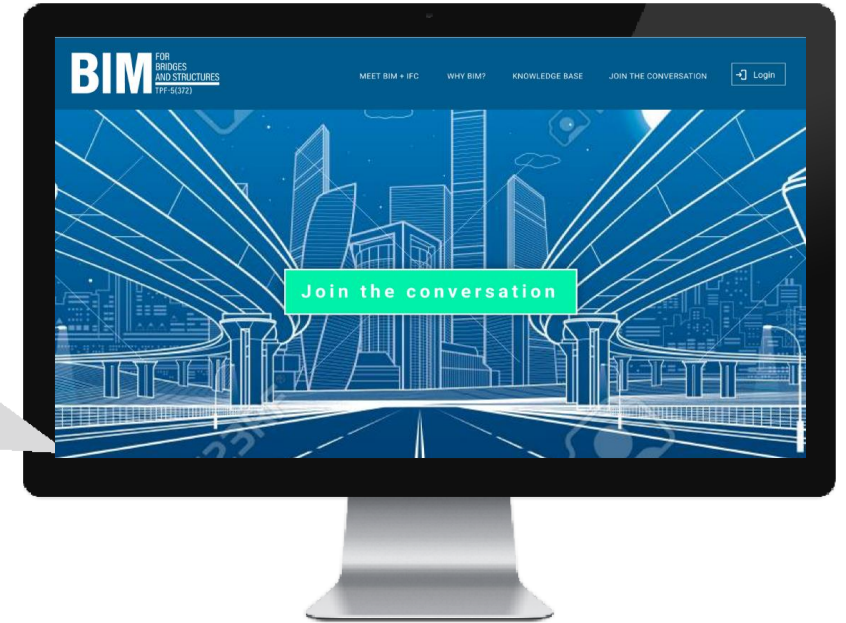 BIM
FOR
BRIDGES
AND STRUCTURES
TPF-5(372)
MEET BIM + IFC
WHY BIM?
KNOWLEDGE BASE
JOIN THE CONVERSATION
Login
Join the conversation
123RF